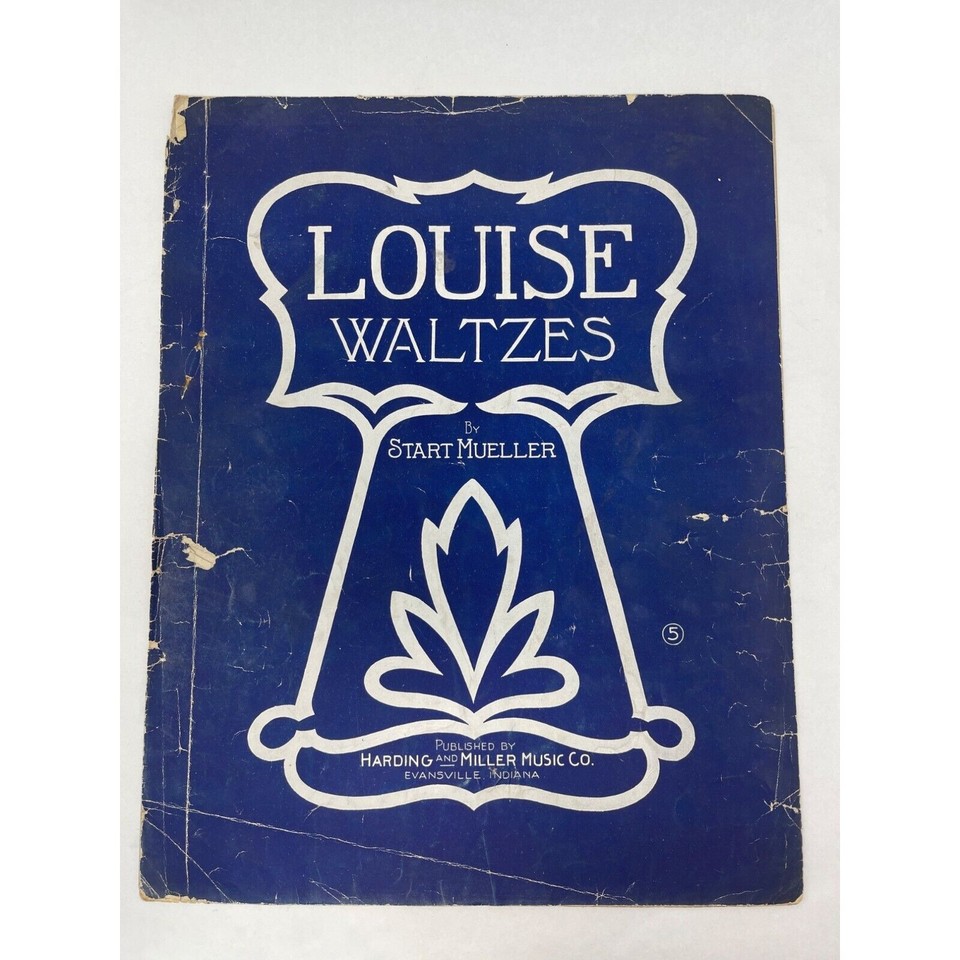 LOUISE
WALTZES
BY
START MUELLER
5
PUBLISHED BY
HARDING AND MILLER MUSIC CO.
EVANSVILLE, INDIANA